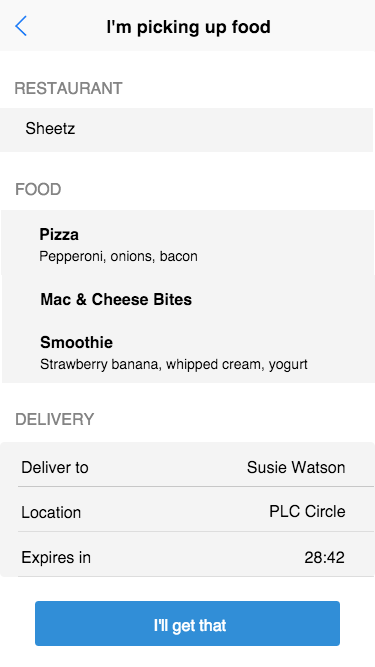 I'm picking up food
RESTAURANT
Sheetz
FOOD
Pizza
Pepperoni, onions, bacon
Mac & Cheese Bites
Smoothie
Strawberry banana, whipped cream, yogurt
DELIVERY
Deliver to Susie Watson
Location PLC Circle
Expires in 28:42
I'll get that